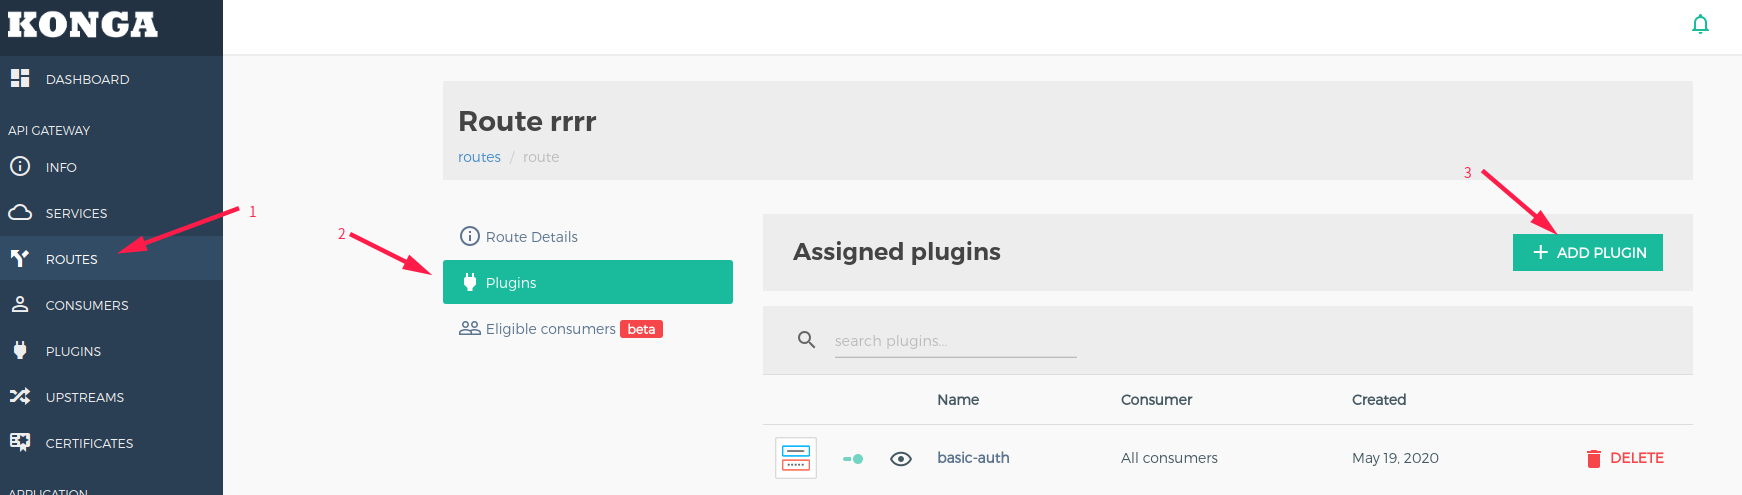 KONGA
DASHBOARD
API GATEWAY
INFO
SERVICES
ROUTES
CONSUMERS
PLUGINS
UPSTREAMS
CERTIFICATES
APPLICATION
1
Route rrrr
routes / route
2
3
Route Details
Plugins
Eligible consumers beta
Assigned plugins
ADD PLUGIN
search plugins...
Name Consumer Created
basic-auth All consumers May 19, 2020 DELETE